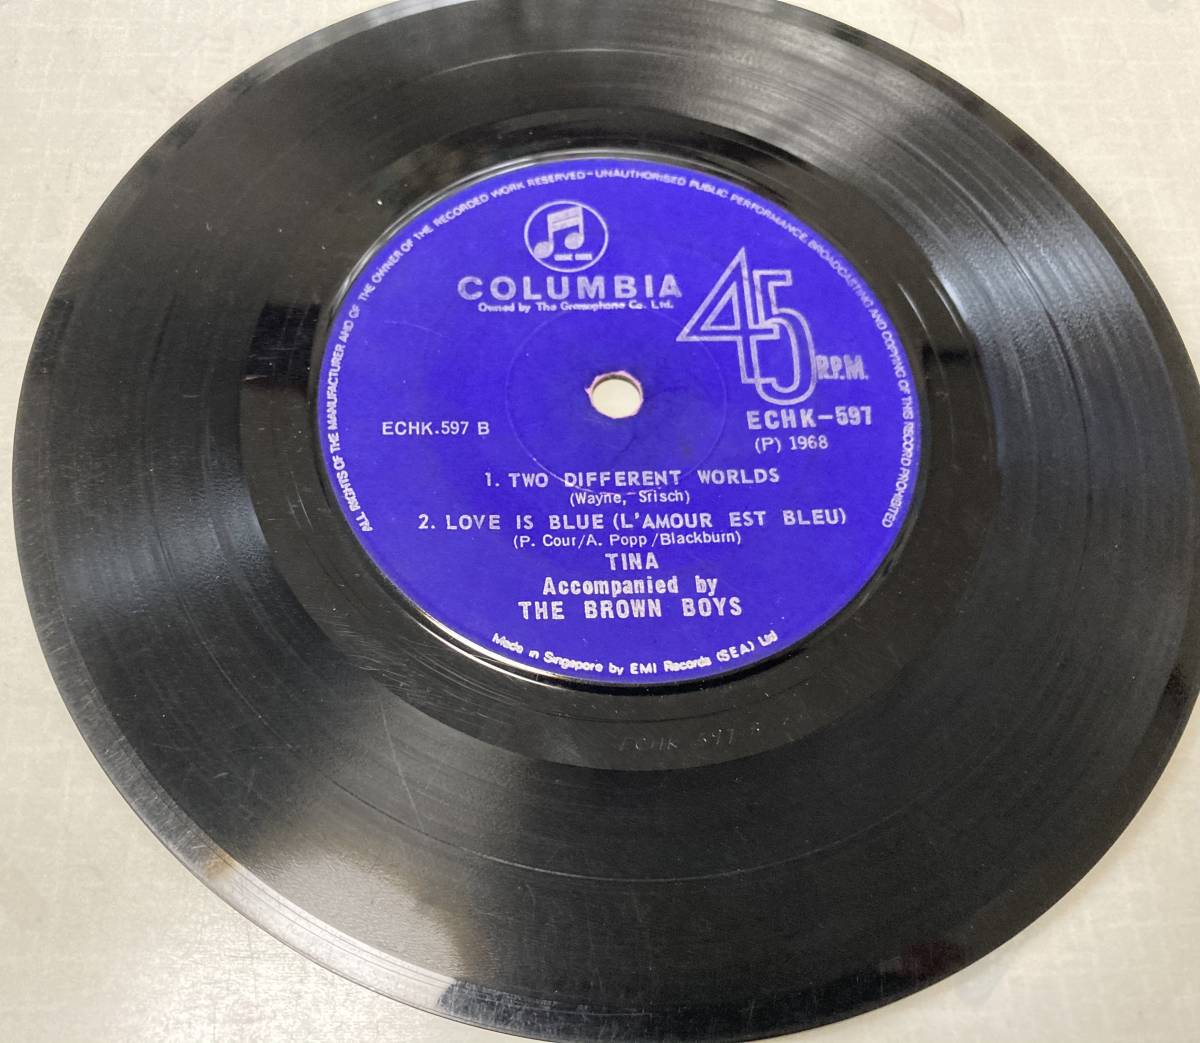 ALL RIGHTS OF THE MANUFACTURER AND OF THE OWNER OF THE RECORDED WORK RESERVED-UNAUTHORISED PUBLIC PERFORMANCE, BROADCASTING AND COPYING OF THIS RECORD PROHIBITED
COLUMBIA
Owned by The Gramophone Co. Ltd.
45
R.P.M.
ECHK-597
(P) 1968
ECHK.597 B
1. TWO DIFFERENT WORLDS
(Wayne, Srisch)
2. LOVE IS BLUE (L'AMOUR EST BLEU)
(P. Cour/A. Popp/Blackburn)
TINA
Accompanied by
THE BROWN BOYS
Made in Singapore by EMI Records (SEA) Ltd
ECHK 597 B